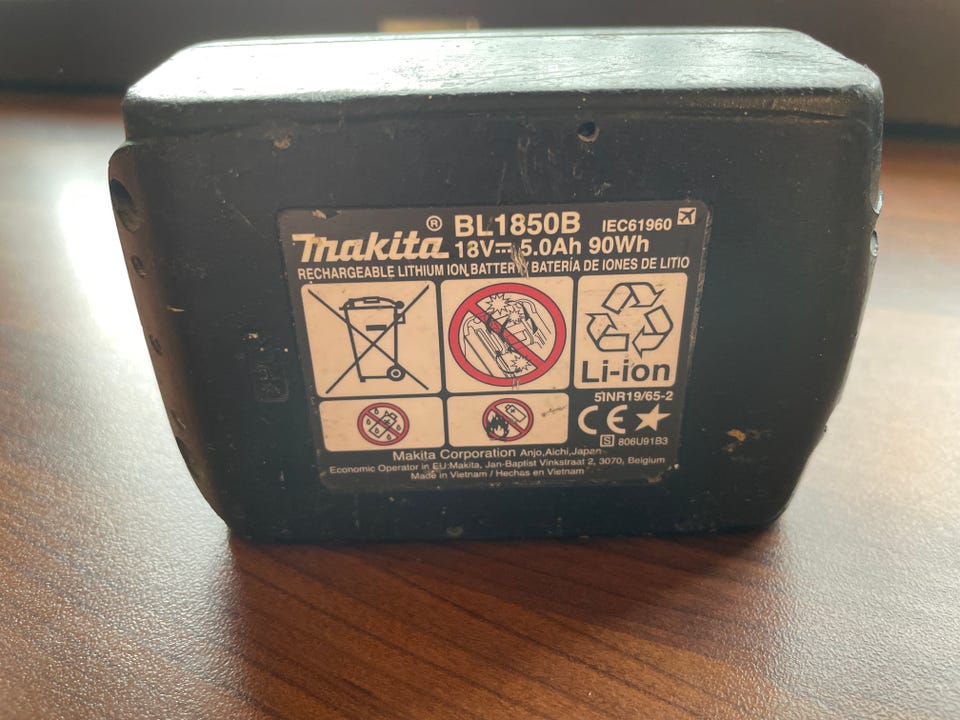 makita® BL1850B IEC61960
18V⎓5.0Ah 90Wh
RECHARGEABLE LITHIUM ION BATTERY BATERÍA DE IONES DE LITIO
Li-ion
5INR19/65-2
CE
S 806U91B3
Makita Corporation Anjo,Aichi,Japan
Economic Operator in EU:Makita, Jan-Baptist Vinkstraat 2, 3070, Belgium
Made in Vietnam / Hechas en Vietnam